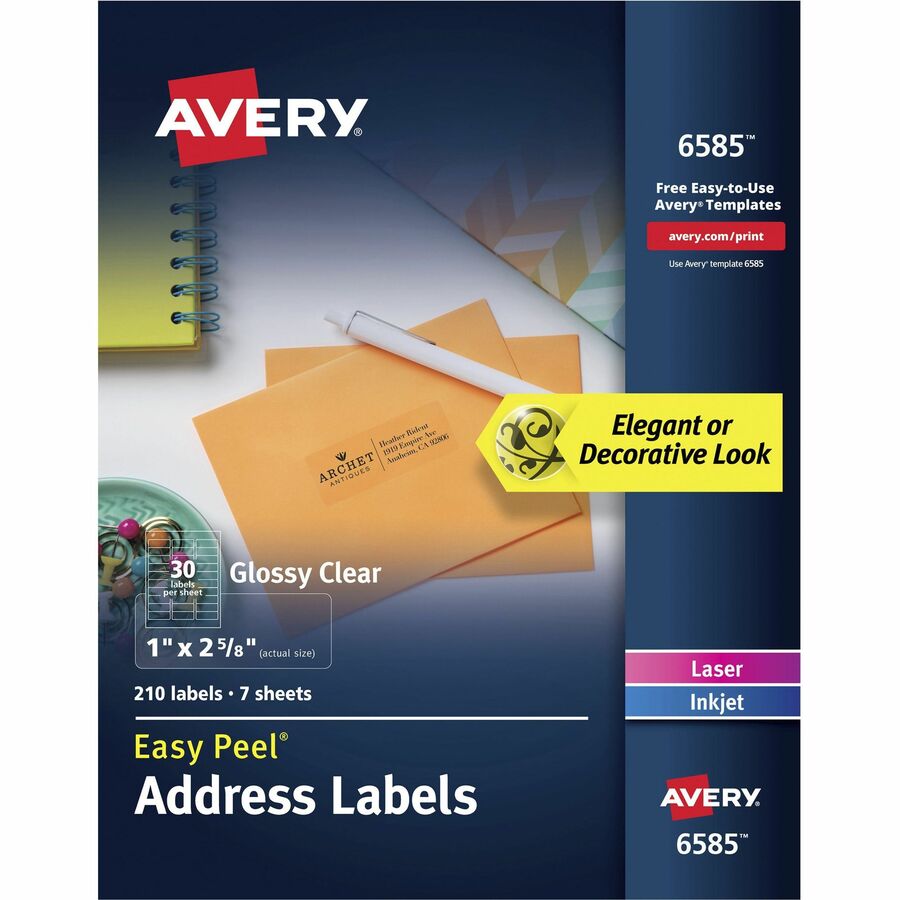 AVERY®
6585™
Free Easy-to-Use
Avery® Templates
avery.com/print
Use Avery® template 6585
Elegant or
Decorative Look
ARCHET
ANTIQUES
Heather Rident
1919 Empire Ave
Anaheim, CA 92806
30
labels
per sheet
Glossy Clear
1" x 2 5/8" (actual size)
210 labels • 7 sheets
Laser
Inkjet
Easy Peel®
Address Labels
AVERY®
6585™